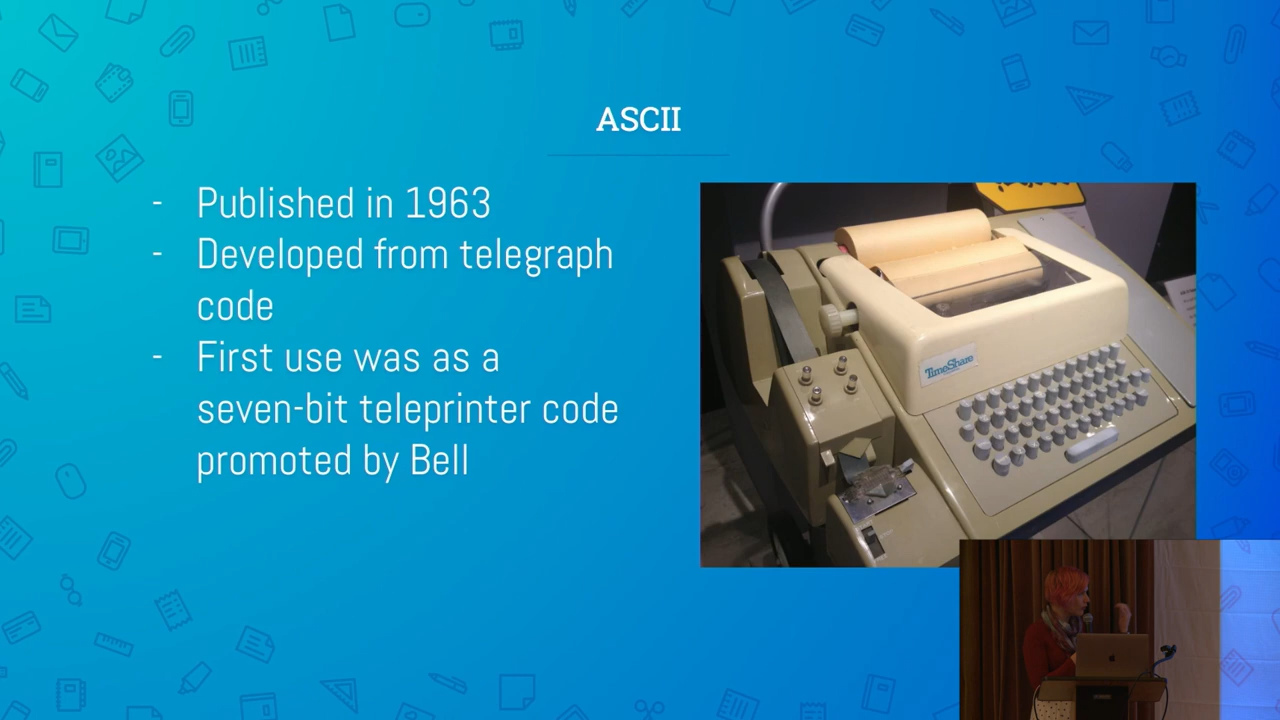 ASCII
- Published in 1963
- Developed from telegraph
code
- First use was as a
seven-bit teleprinter code
promoted by Bell
TimeShare